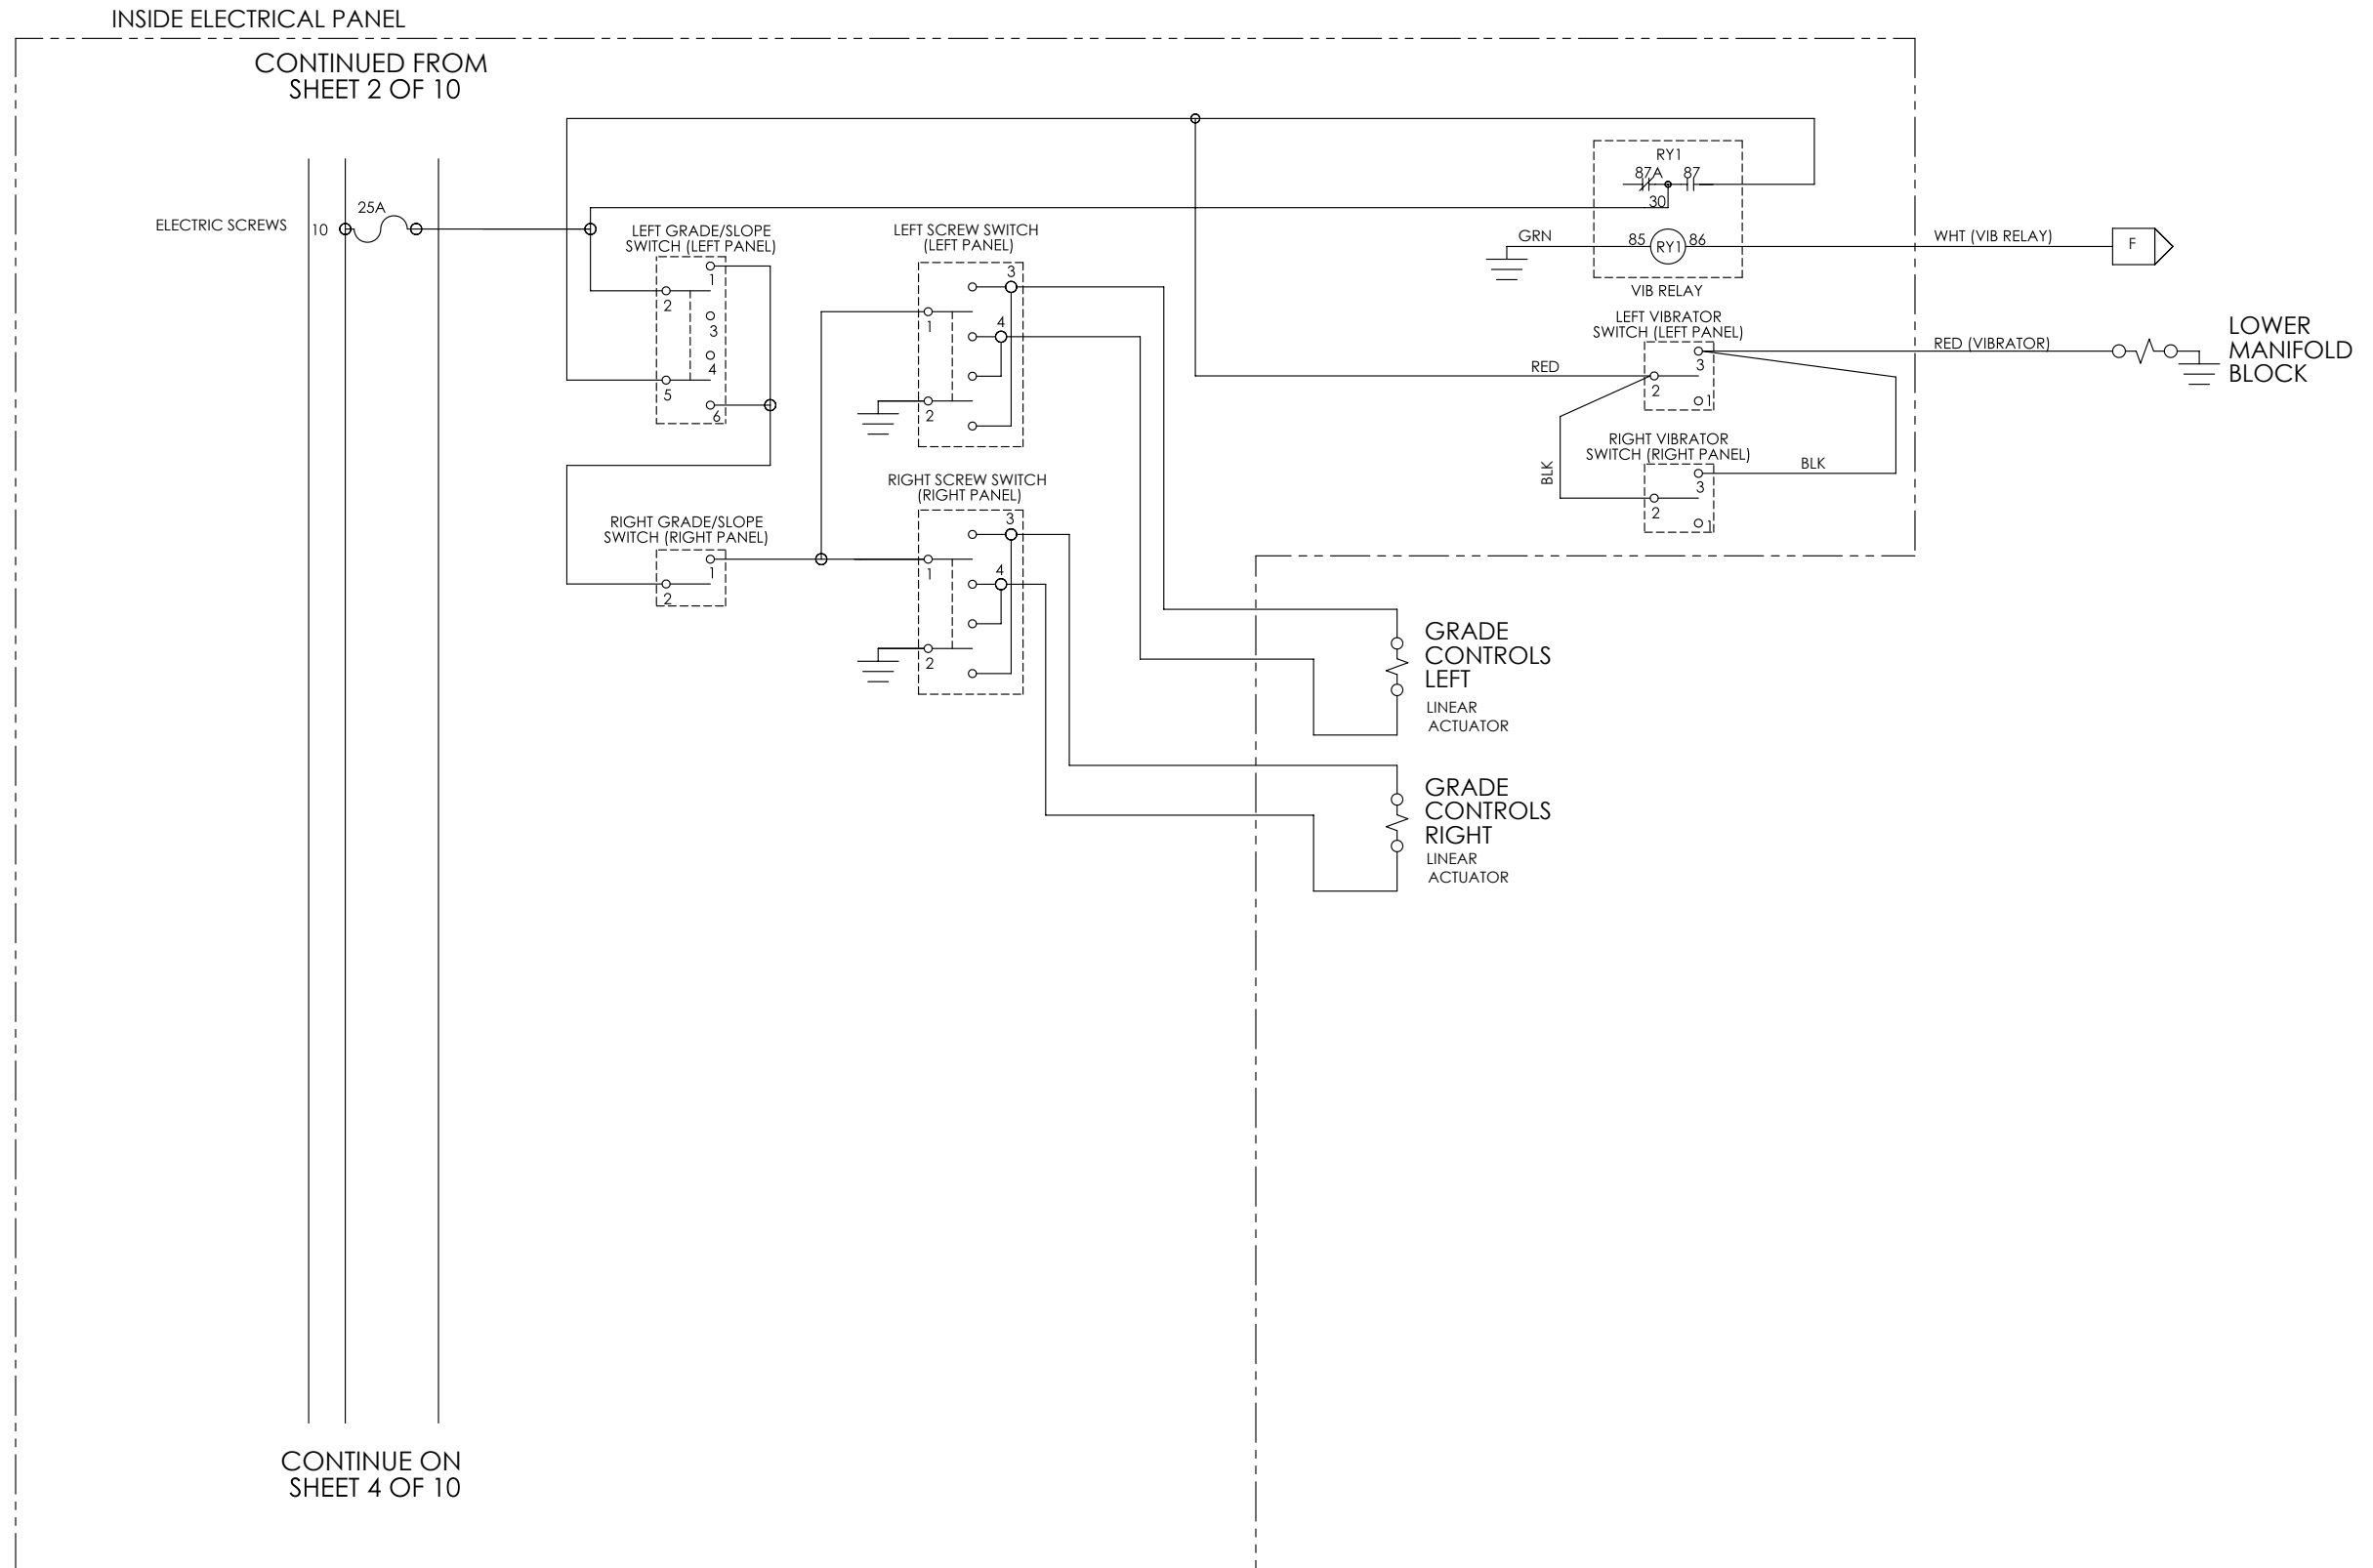 INSIDE ELECTRICAL PANEL
CONTINUED FROM
SHEET 2 OF 10
ELECTRIC SCREWS
10
25A
LEFT GRADE/SLOPE
SWITCH (LEFT PANEL)
1
2
3
4
5
6
LEFT SCREW SWITCH
(LEFT PANEL)
3
1
4
2
RY1
87A
87
30
GRN
85
RY1
86
VIB RELAY
WHT (VIB RELAY)
F
LEFT VIBRATOR
SWITCH (LEFT PANEL)
RED
3
2
1
RED (VIBRATOR)
LOWER
MANIFOLD
BLOCK
RIGHT VIBRATOR
SWITCH (RIGHT PANEL)
BLK
BLK
3
2
1
RIGHT GRADE/SLOPE
SWITCH (RIGHT PANEL)
1
2
RIGHT SCREW SWITCH
(RIGHT PANEL)
3
1
4
2
GRADE
CONTROLS
LEFT
LINEAR
ACTUATOR
GRADE
CONTROLS
RIGHT
LINEAR
ACTUATOR
CONTINUE ON
SHEET 4 OF 10